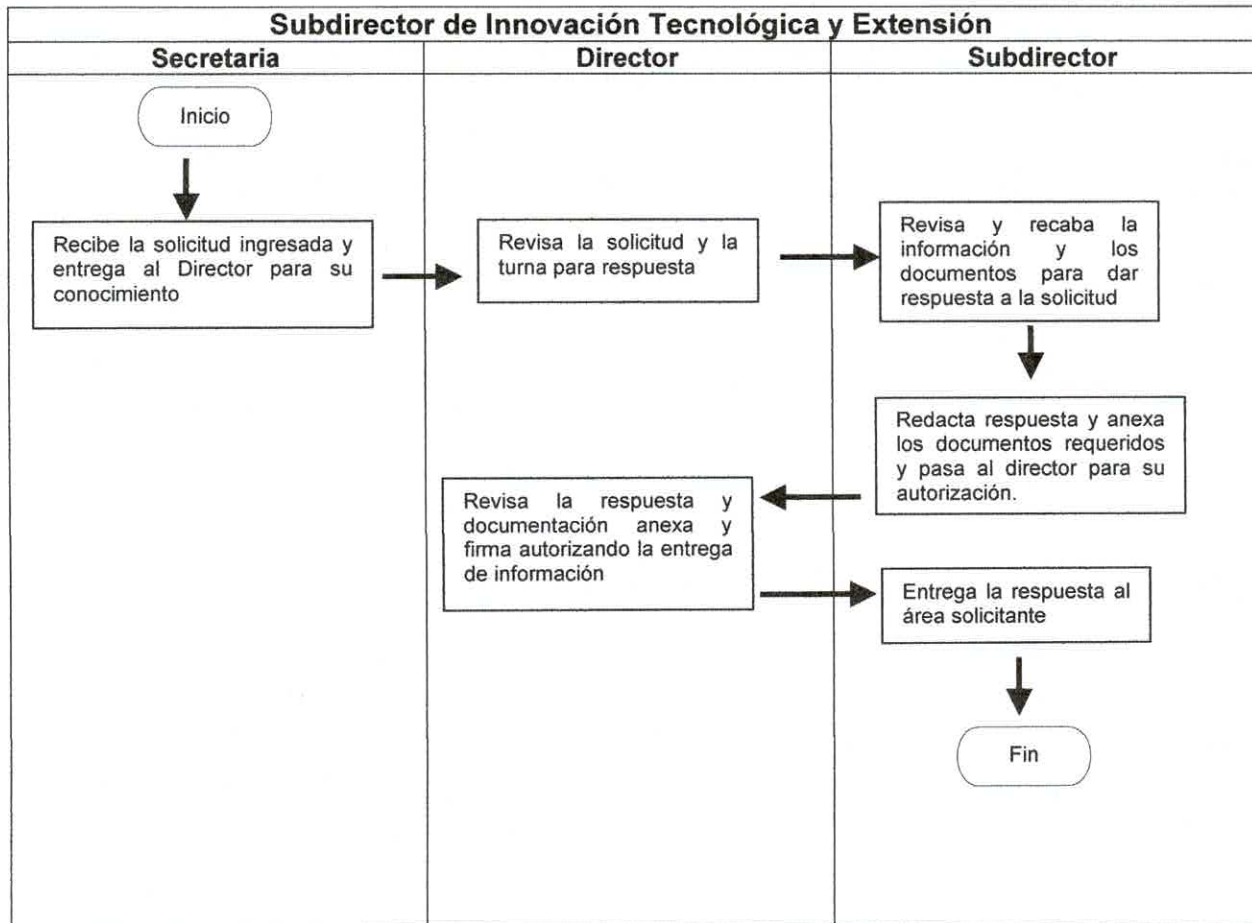 Subdirector de Innovación Tecnológica y Extensión
Secretaria
Director
Subdirector
Inicio
Recibe la solicitud ingresada y
entrega al Director para su
conocimiento
Revisa la solicitud y la
turna para respuesta
Revisa y recaba la
información y los
documentos para dar
respuesta a la solicitud
Redacta respuesta y anexa
los documentos requeridos
y pasa al director para su
autorización.
Revisa la respuesta y
documentación anexa y
firma autorizando la entrega
de información
Entrega la respuesta al
área solicitante
Fin